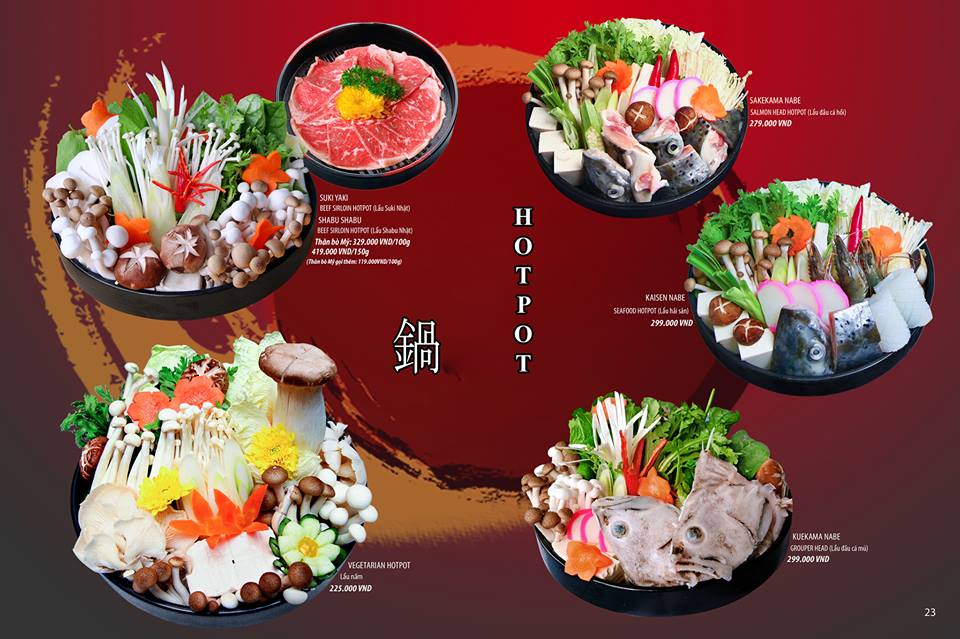 SUKI YAKI
BEEF SIRLOIN HOTPOT (Lẩu Suki Nhật)
SHABU SHABU
BEEF SIRLOIN HOTPOT (Lẩu Shabu Nhật)
Thăn bò Mỹ: 329.000 VND/100g
419.000 VND/150g
(Thăn bò Mỹ gọi thêm: 119.000VND/100g)
SAKEKAMA NABE
SALMON HEAD HOTPOT (Lẩu đầu cá hồi)
279.000 VND
HOTPOT
鍋
KAISEN NABE
SEAFOOD HOTPOT (Lẩu hải sản)
299.000 VND
VEGETARIAN HOTPOT
Lẩu nấm
225.000 VND
KUEKAMA NABE
GROUPER HEAD (Lẩu đầu cá mú)
299.000 VND
23